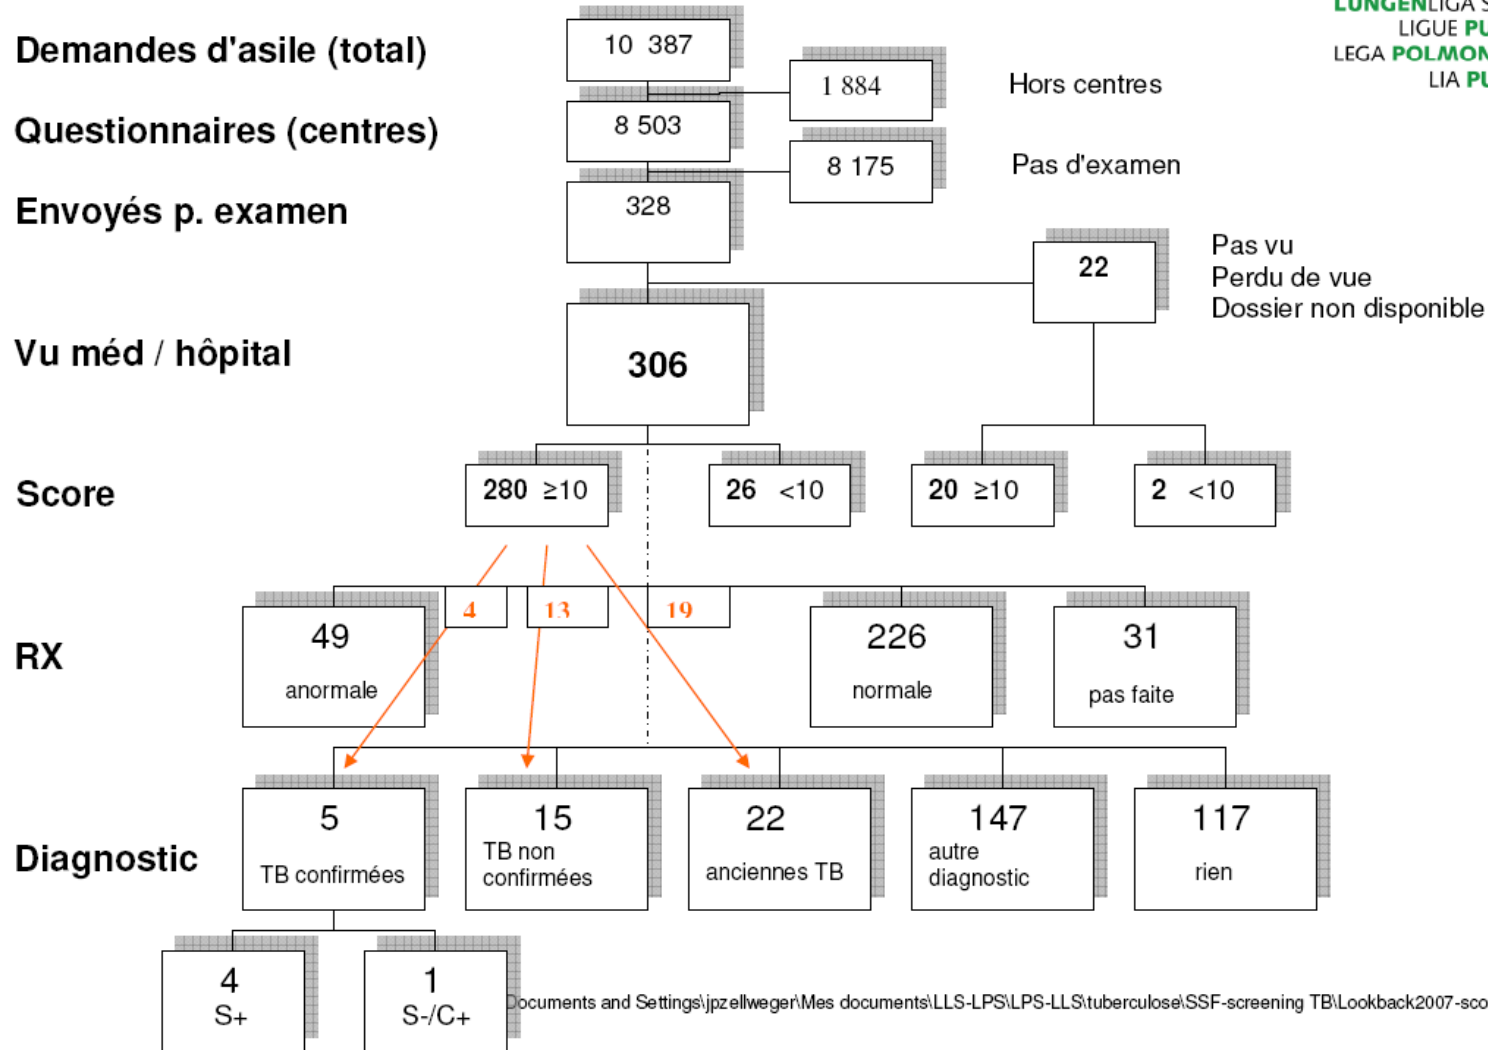 LUNGENLIGA S
LIGUE PU
LEGA POLMON
LIA PU
Demandes d'asile (total)
10 387
1 884
Hors centres
Questionnaires (centres)
8 503
8 175
Pas d'examen
Envoyés p. examen
328
22
Pas vu
Perdu de vue
Dossier non disponible
Vu méd / hôpital
306
Score
280 ≥10
26 <10
20 ≥10
2 <10
4
13
19
RX
49
anormale
226
normale
31
pas faite
Diagnostic
5
TB confirmées
15
TB non
confirmées
22
anciennes TB
147
autre
diagnostic
117
rien
4
S+
1
S-/C+
Documents and Settings\jpzellweger\Mes documents\LLS-LPS\LPS-LLS\tuberculose\SSF-screening TB\Lookback2007-sco